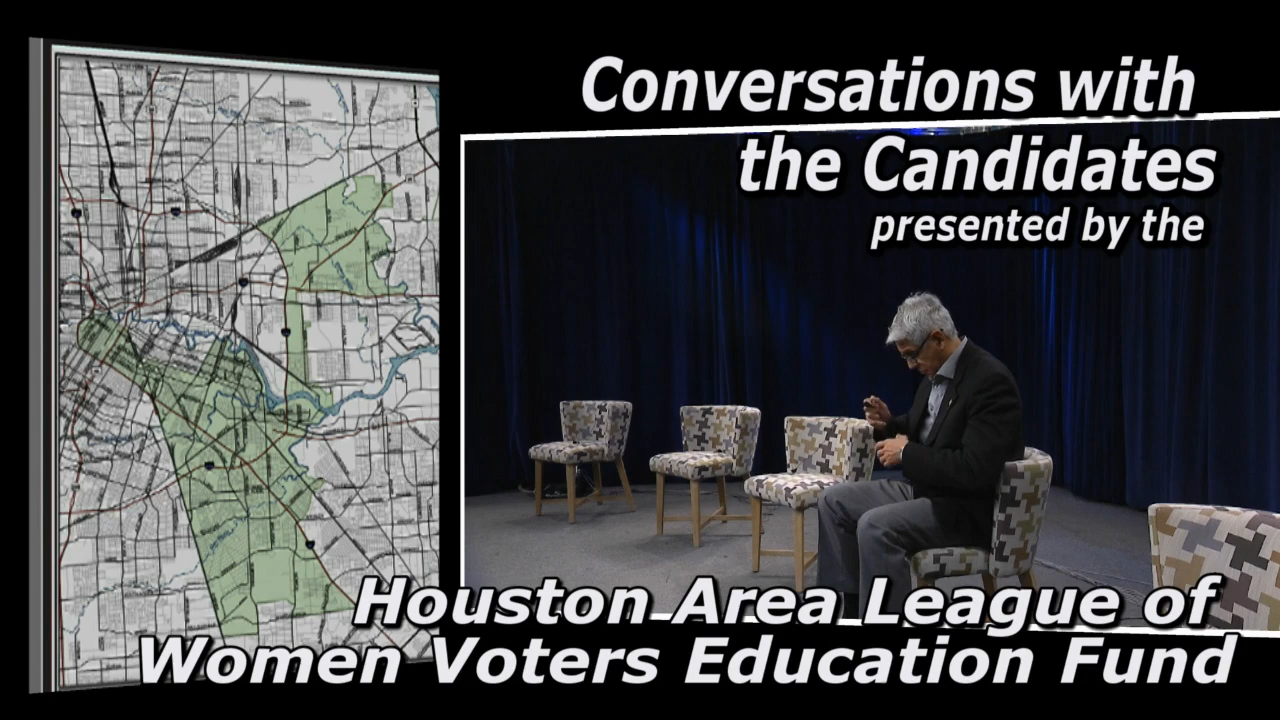 Conversations with
the Candidates
presented by the
Houston Area League of
Women Voters Education Fund